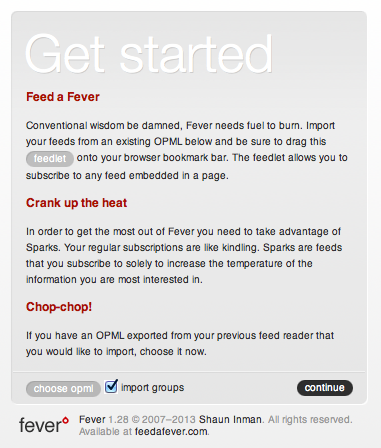 Get started
Feed a Fever
Conventional wisdom be damned, Fever needs fuel to burn. Import
your feeds from an existing OPML below and be sure to drag this
feedlet onto your browser bookmark bar. The feedlet allows you to
subscribe to any feed embedded in a page.
Crank up the heat
In order to get the most out of Fever you need to take advantage of
Sparks. Your regular subscriptions are like kindling. Sparks are feeds
that you subscribe to solely to increase the temperature of the
information you are most interested in.
Chop-chop!
If you have an OPML exported from your previous feed reader that
you would like to import, choose it now.
choose opml import groups continue
fever° Fever 1.28 © 2007–2013 Shaun Inman. All rights reserved.
Available at feedafever.com.